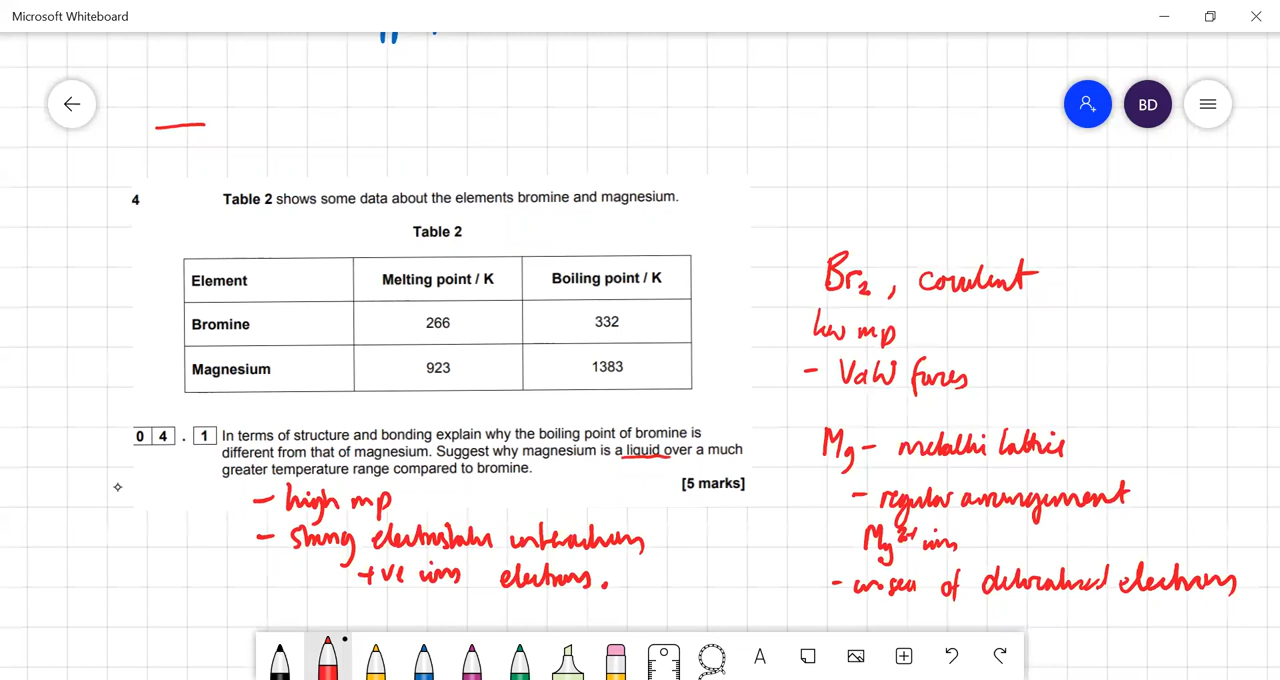 Microsoft Whiteboard
BD
4 Table 2 shows some data about the elements bromine and magnesium.
Table 2
Element Melting point / K Boiling point / K
Bromine 266 332
Magnesium 923 1383
0 4 . 1 In terms of structure and bonding explain why the boiling point of bromine is
different from that of magnesium. Suggest why magnesium is a liquid over a much
greater temperature range compared to bromine.
[5 marks]
- high mp
- strong electrostatic interactions
+ve ions electrons.
Br2, covalent
low mp
- VdW forces
Mg - metallic lattice
- regular arrangement
Mg2+ ions
- sea of delocalised electrons
A